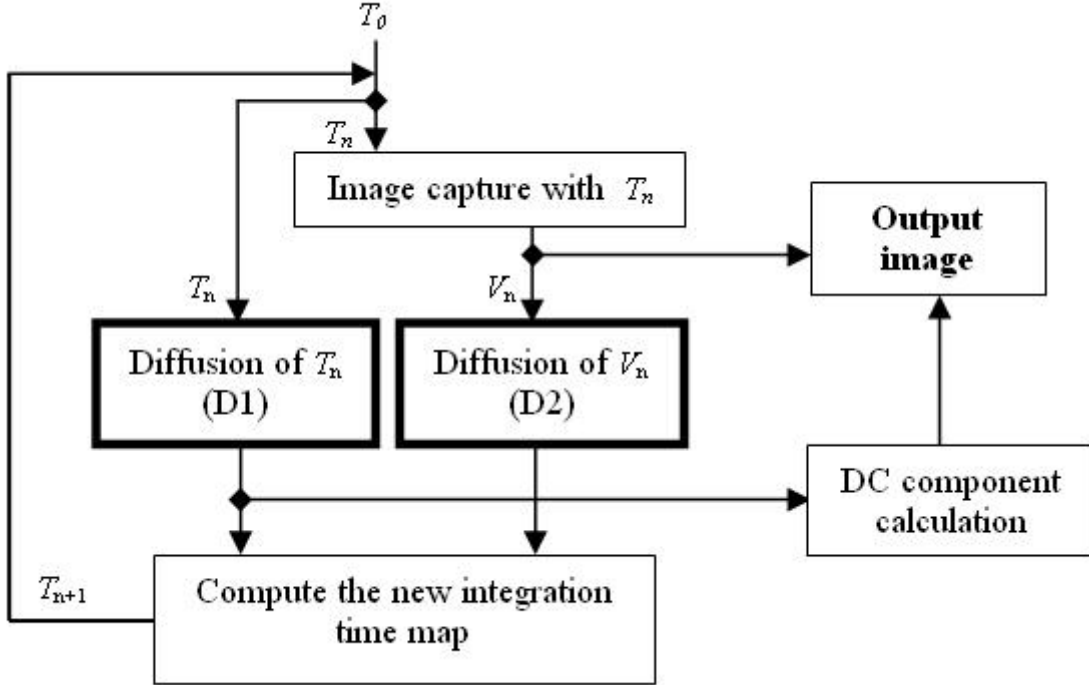 T₀
Tₙ
Image capture with Tₙ
Output
image
Tₙ
Vₙ
Diffusion of Tₙ
(D1)
Diffusion of Vₙ
(D2)
DC component
calculation
Tₙ₊₁
Compute the new integration
time map